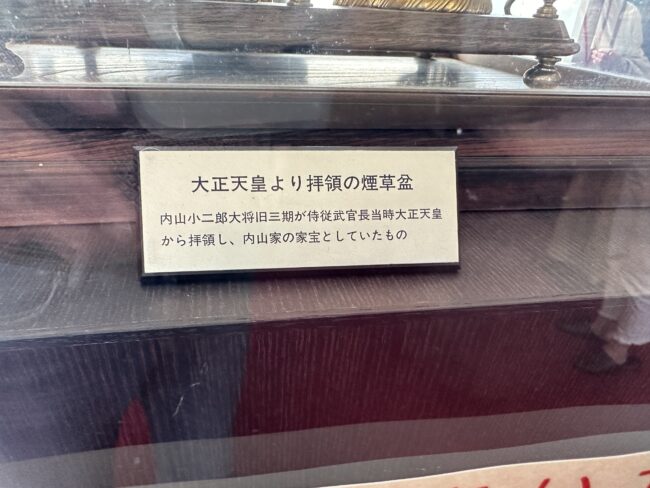 大正天皇より拝領の煙草盆
内山小二郎大将旧三期が侍従武官長当時大正天皇
から拝領し、内山家の家宝としていたもの